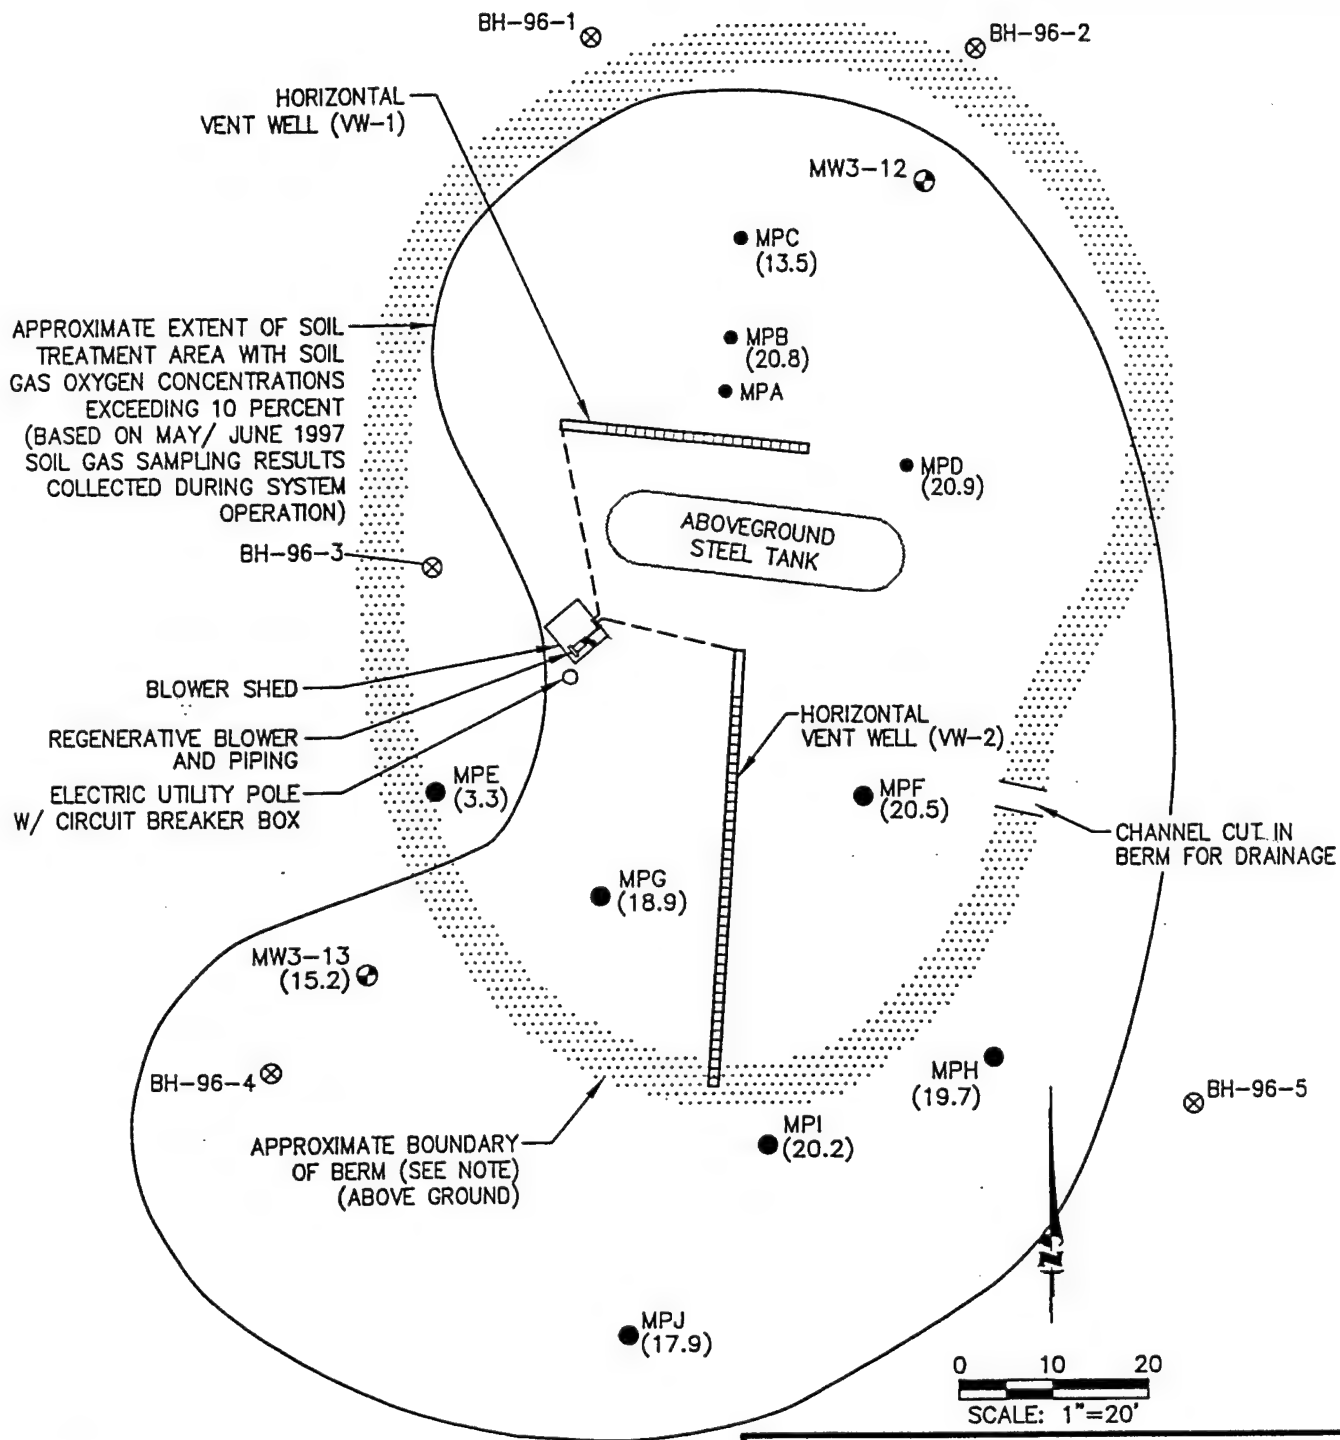 BH-96-1
BH-96-2
HORIZONTAL
VENT WELL (VW-1)
MW3-12
MPC
(13.5)
APPROXIMATE EXTENT OF SOIL
TREATMENT AREA WITH SOIL
GAS OXYGEN CONCENTRATIONS
EXCEEDING 10 PERCENT
(BASED ON MAY/ JUNE 1997
SOIL GAS SAMPLING RESULTS
COLLECTED DURING SYSTEM
OPERATION)
MPB
(20.8)
MPA
MPD
(20.9)
ABOVEGROUND
STEEL TANK
BH-96-3
BLOWER SHED
REGENERATIVE BLOWER
AND PIPING
ELECTRIC UTILITY POLE
W/ CIRCUIT BREAKER BOX
HORIZONTAL
VENT WELL (VW-2)
MPE
(3.3)
MPF
(20.5)
CHANNEL CUT IN
BERM FOR DRAINAGE
MPG
(18.9)
MW3-13
(15.2)
BH-96-4
MPH
(19.7)
BH-96-5
MPI
(20.2)
APPROXIMATE BOUNDARY
OF BERM (SEE NOTE)
(ABOVE GROUND)
N
MPJ
(17.9)
0 10 20
SCALE: 1"=20'